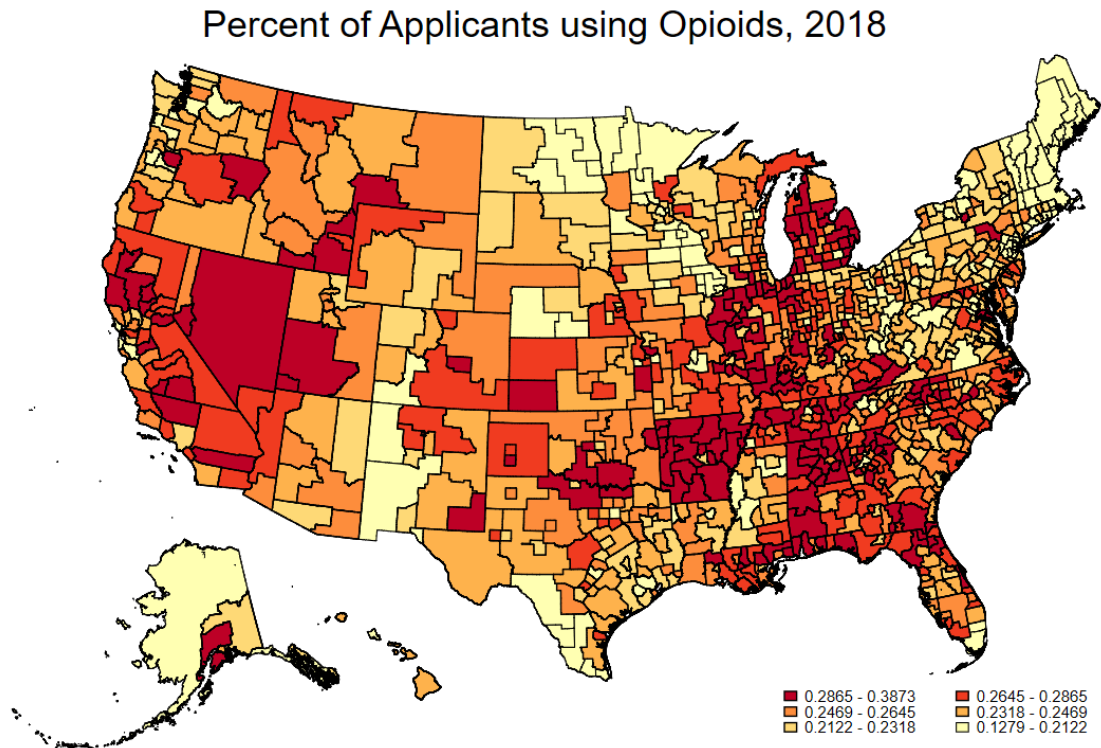 Percent of Applicants using Opioids, 2018
0.2865 - 0.3873 0.2645 - 0.2865
0.2469 - 0.2645 0.2318 - 0.2469
0.2122 - 0.2318 0.1279 - 0.2122